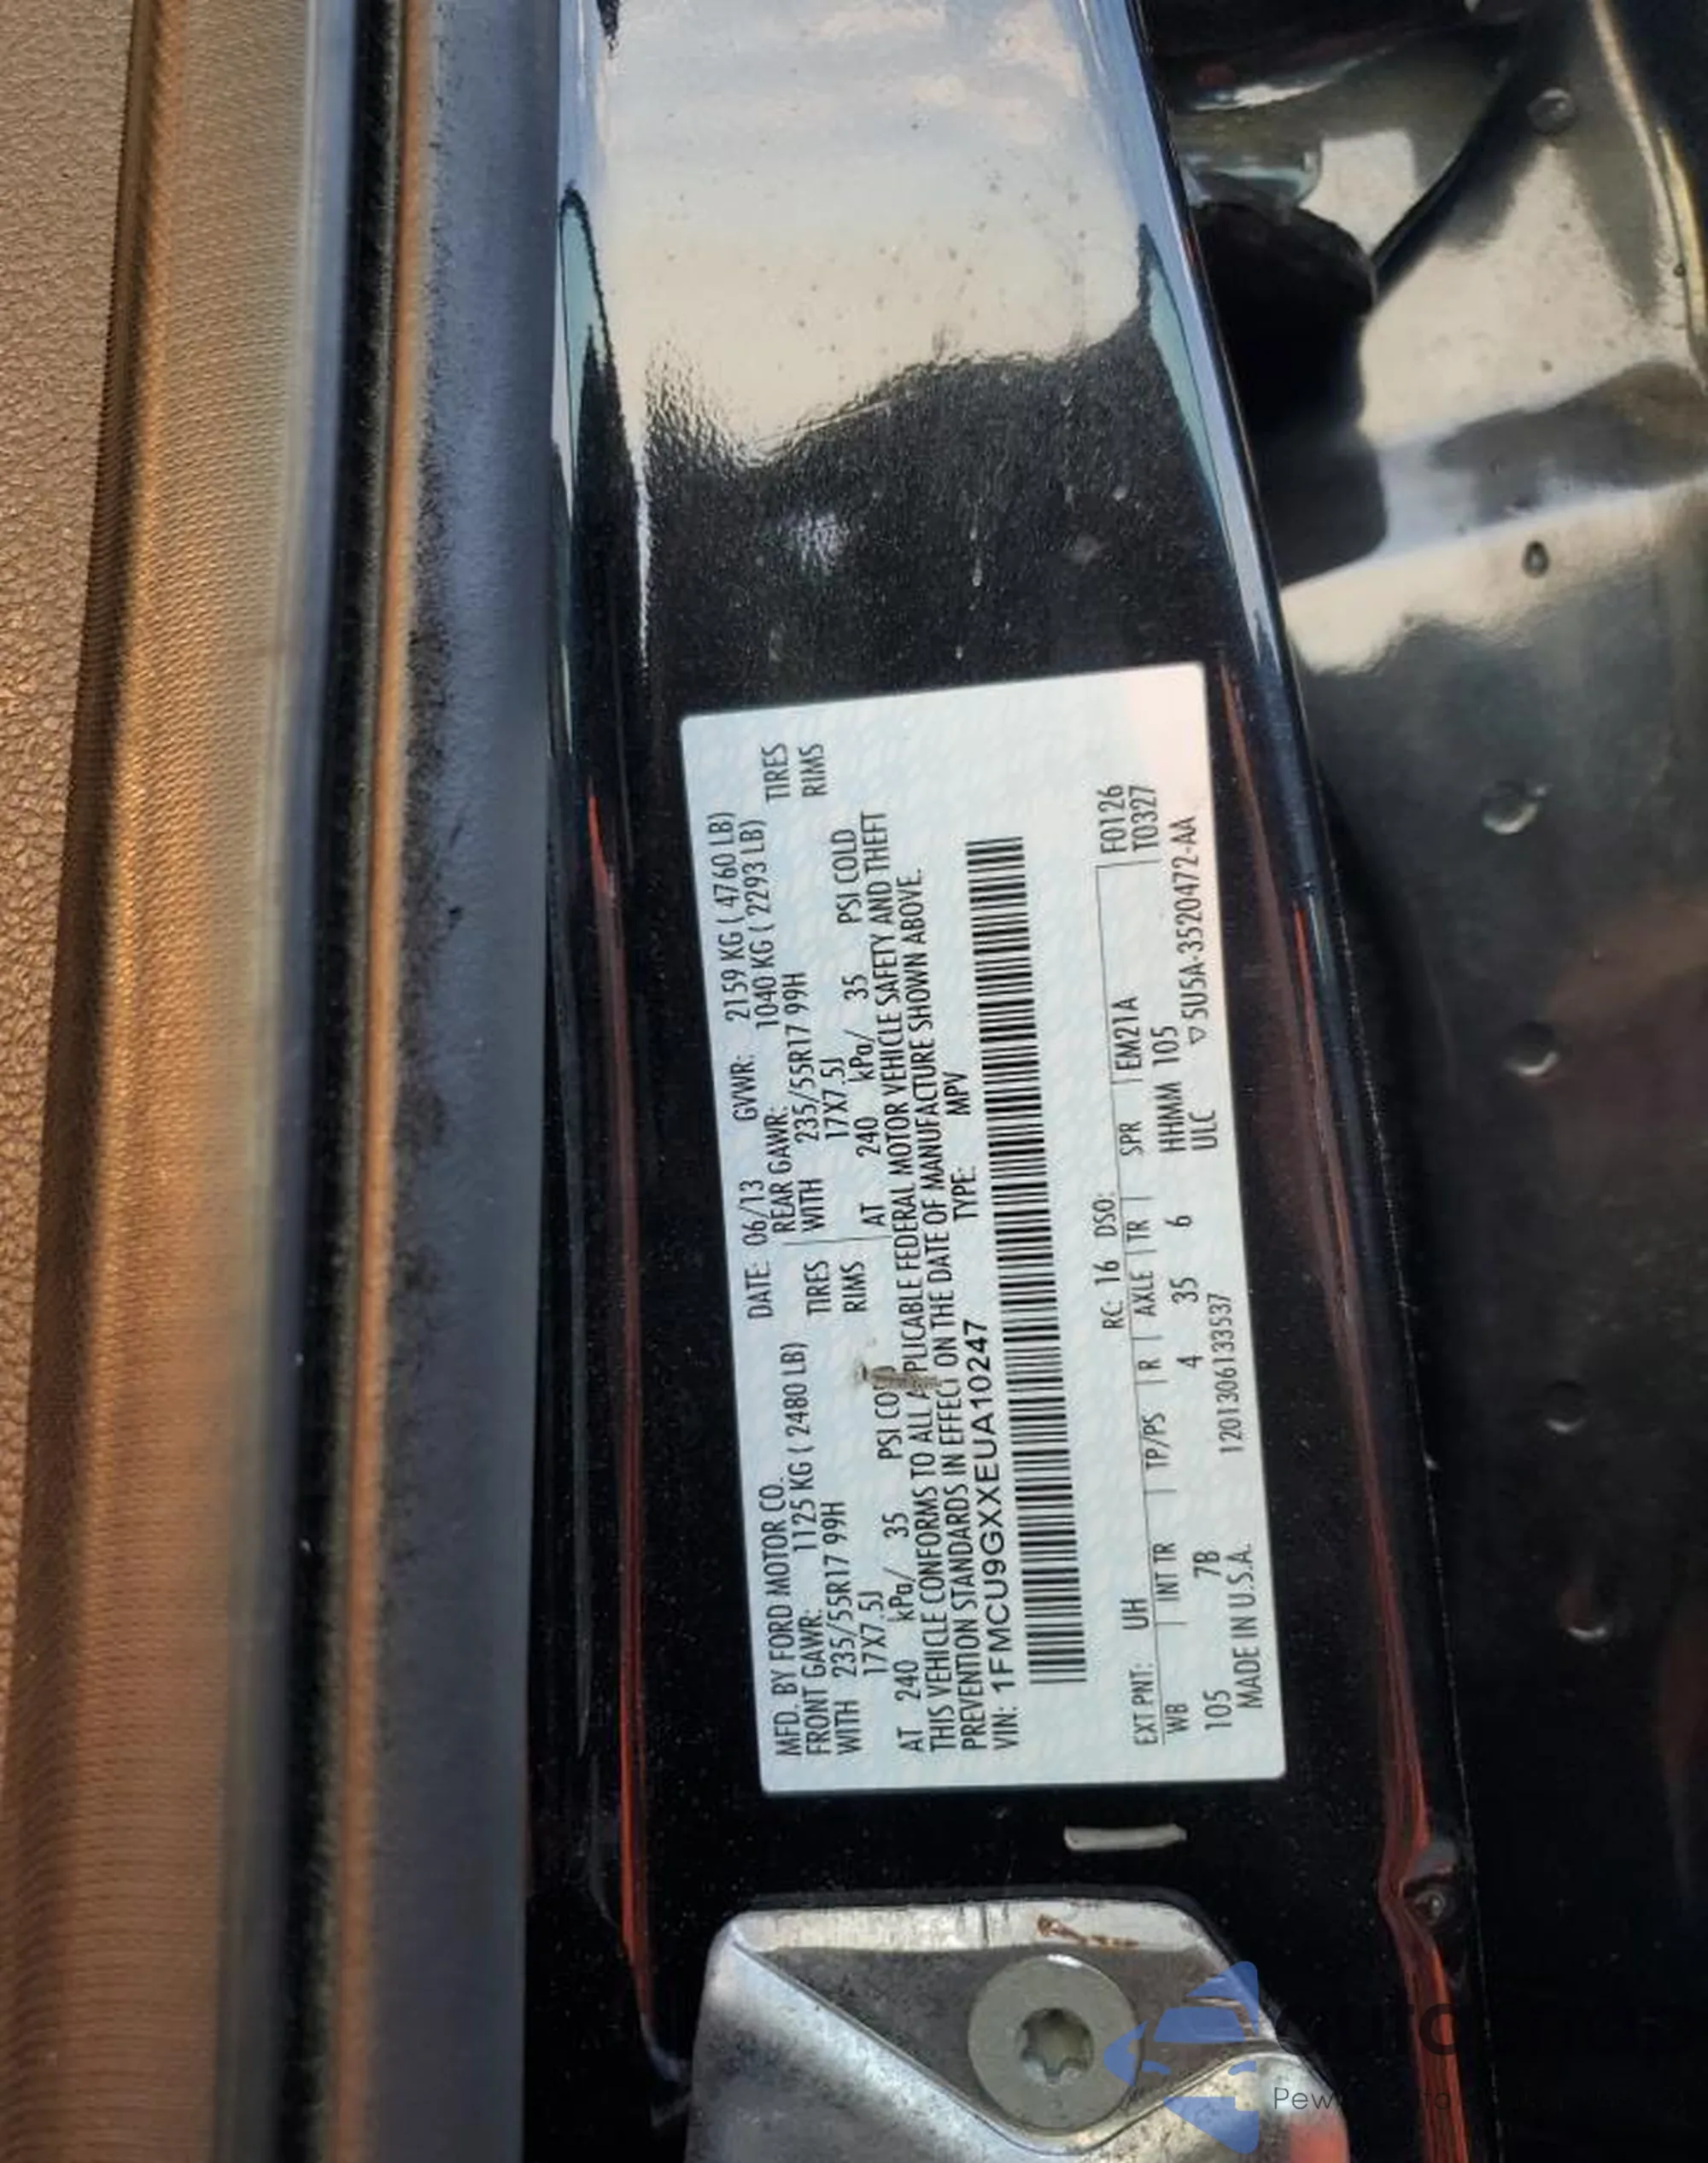 MFD. BY FORD MOTOR CO. DATE: 06/13 GVWR: 2159 KG ( 4760 LB)
FRONT GAWR: 1125 KG ( 2480 LB) REAR GAWR: 1040 KG ( 2293 LB)
WITH 235/55R17 99H TIRES WITH 235/55R17 99H TIRES
17X7.5J RIMS 17X7.5J RIMS
AT 240 kPa/ 35 PSI AT 240 kPa/ 35 PSI COLD
THIS VEHICLE CONFORMS TO ALL APPLICABLE FEDERAL MOTOR VEHICLE SAFETY AND THEFT
PREVENTION STANDARDS IN EFFECT ON THE DATE OF MANUFACTURE SHOWN ABOVE.
VIN: 1FMCU9GXXEUA10247 TYPE: MPV
EXT PNT: UH RC: 16 DSO: F0126
WB INT TR TP/PS R AXLE TR SPR EM21A T0327
105 7B 4 35 6 HHMM 105
MADE IN U.S.A. 1201306133537 ULC ▽5U5A-3520472-AA